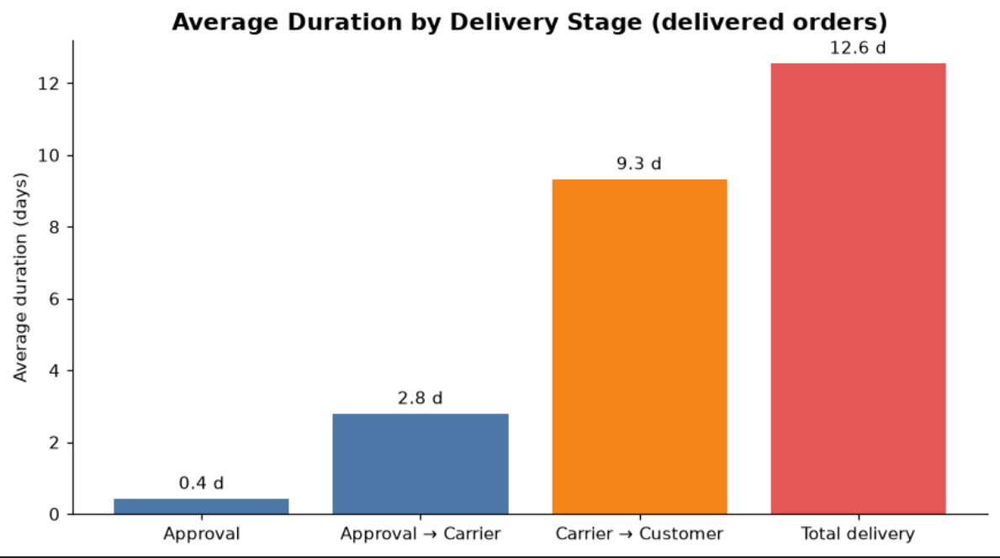 Average Duration by Delivery Stage (delivered orders)
12.6 d
12
10
9.3 d
8
6
4
2.8 d
2
0.4 d
0
Average duration (days)
Approval
Approval → Carrier
Carrier → Customer
Total delivery